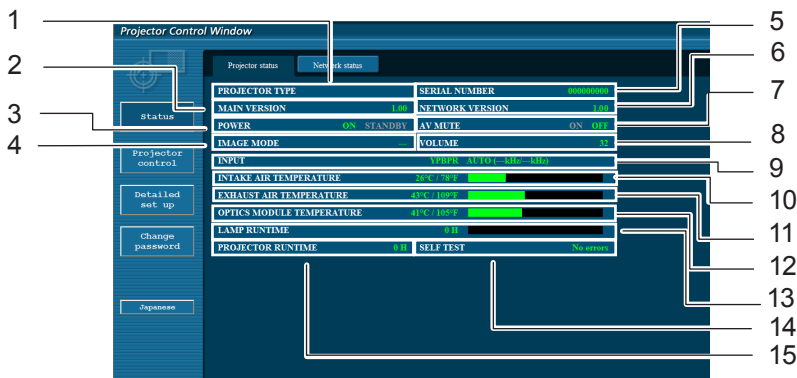 Projector Control Window
Projector status Network status
PROJECTOR TYPE SERIAL NUMBER 000000000
MAIN VERSION 1.00 NETWORK VERSION 1.00
POWER ON STANDBY AV MUTE ON OFF
IMAGE MODE --- VOLUME 32
INPUT YPBPR AUTO (---kHz/---kHz)
INTAKE AIR TEMPERATURE 26°C / 78°F
EXHAUST AIR TEMPERATURE 43°C / 109°F
OPTICS MODULE TEMPERATURE 41°C / 105°F
LAMP RUNTIME 0 H
PROJECTOR RUNTIME 0 H SELF TEST No errors
Status
Projector
control
Detailed
set up
Change
password
Japanese
1
2
3
4
5
6
7
8
9
10
11
12
13
14
15